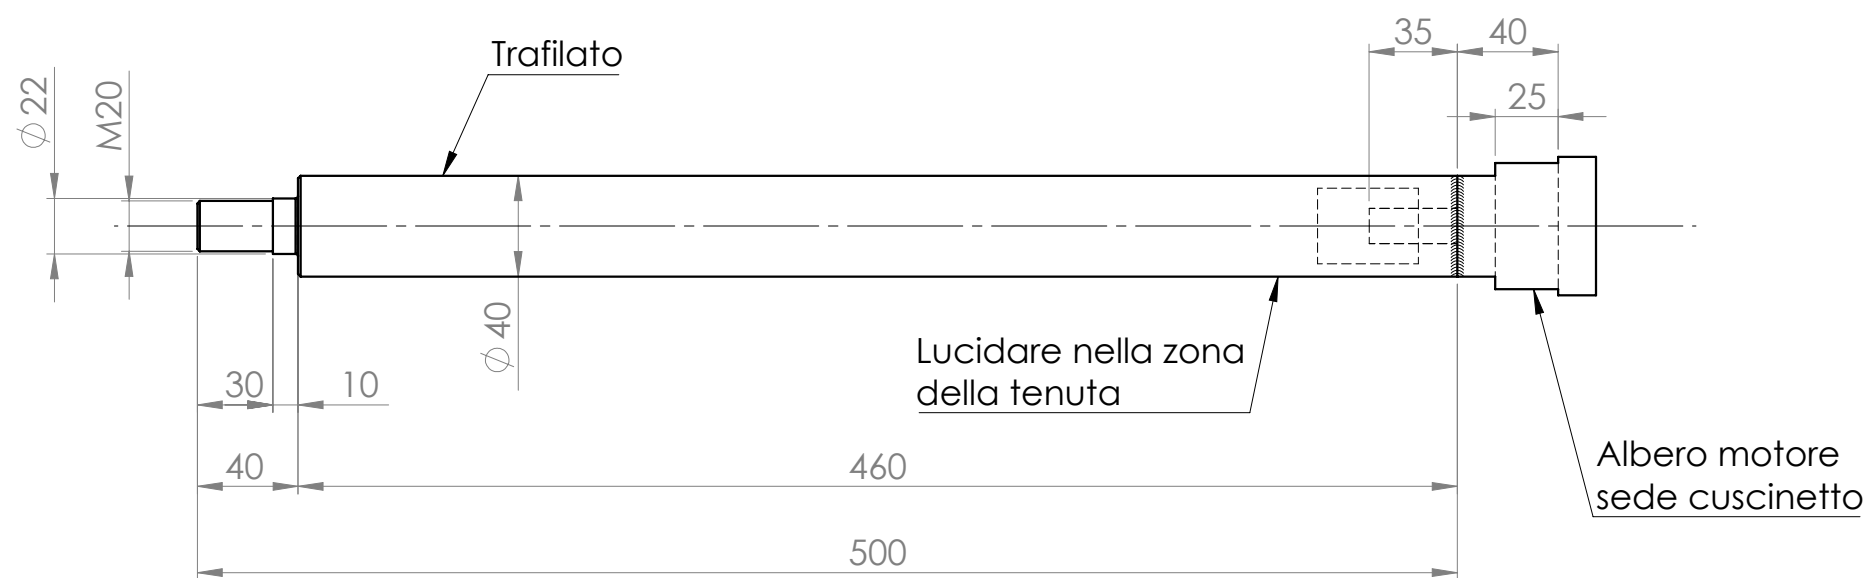 35
40
Trafilato
25
∅ 22
M20
∅ 40
Lucidare nella zona
della tenuta
30
10
Albero motore
sede cuscinetto
40
460
500